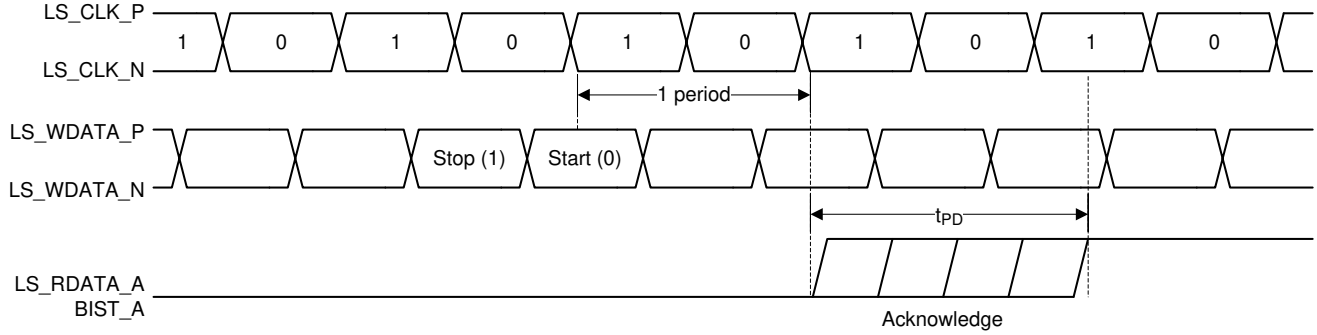 LS_CLK_P
1 0 1 0 1 0 1 0 1 0
LS_CLK_N
1 period
LS_WDATA_P
Stop (1) Start (0)
LS_WDATA_N
tPD
LS_RDATA_A
BIST_A
Acknowledge